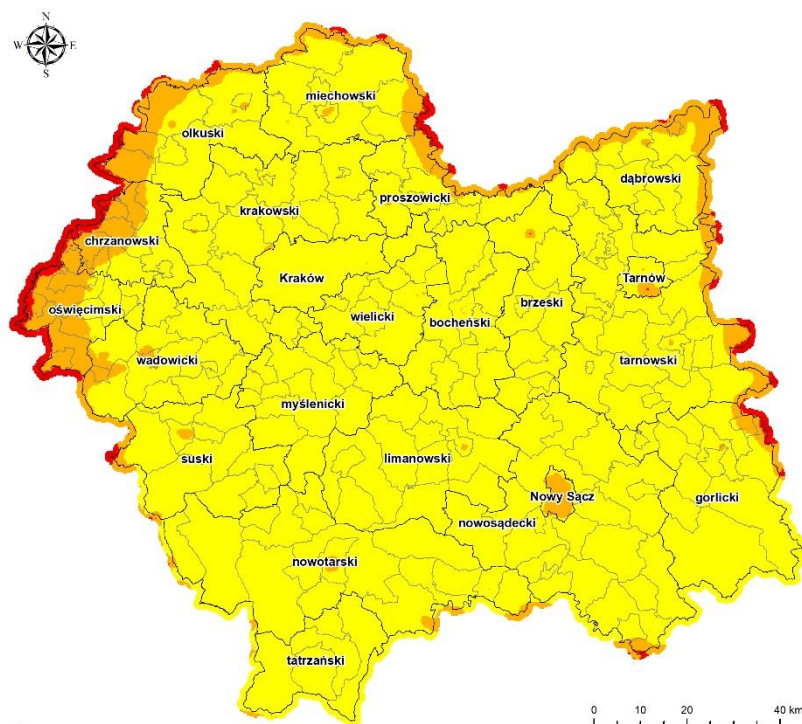 N
W E
S
miechowski
olkuski
dąbrowski
proszowicki
krakowski
chrzanowski
Kraków
Tarnów
brzeski
oświęcimski
wielicki
bocheński
wadowicki
tarnowski
myślenicki
suski
limanowski
Nowy Sącz
gorlicki
nowosądecki
nowotarski
tatrzański
0 10 20 40 km